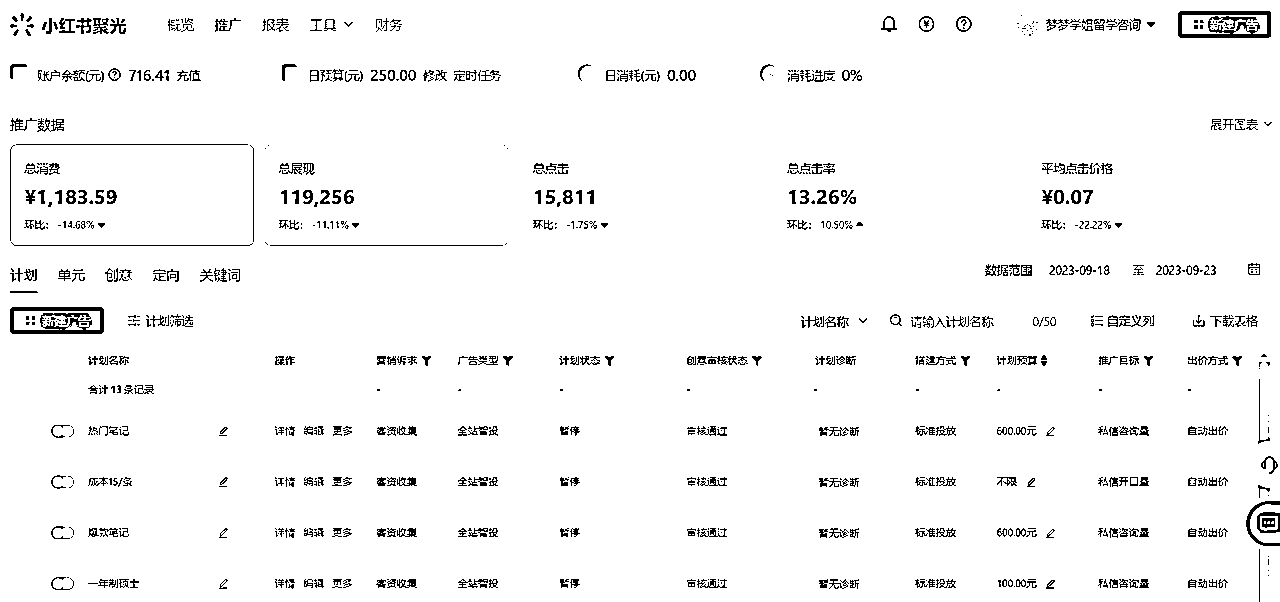 小红书聚光 概览 推广 报表 工具 财务 梦梦学姐留学咨询 新建广告
账户余额(元) 716.41 充值 日预算(元) 250.00 修改 定时任务 日消耗(元) 0.00 消耗进度 0%
推广数据 展开图表
总消费 总展现 总点击 总点击率 平均点击价格
¥1,183.59 119,256 15,811 13.26% ¥0.07
环比: -14.68% 环比: -11.11% 环比: -1.75% 环比: 10.50% 环比: -22.22%
计划 单元 创意 定向 关键词 数据范围 2023-09-18 至 2023-09-23
新建广告 计划筛选 计划名称 请输入计划名称 0/50 自定义列 下载表格
计划名称 操作 营销诉求 广告类型 计划状态 创意审核状态 计划诊断 搭建方式 计划预算 推广目标 出价方式
合计 13 条记录 - - - - - - - - -
热门笔记 详情 编辑 更多 客资收集 全站智投 暂停 审核通过 暂无诊断 标准投放 600.00元 私信咨询量 自动出价
成本15/条 详情 编辑 更多 客资收集 全站智投 暂停 审核通过 暂无诊断 标准投放 不限 私信开口量 自动出价
爆款笔记 详情 编辑 更多 客资收集 全站智投 暂停 审核通过 暂无诊断 标准投放 600.00元 私信咨询量 自动出价
一年制硕士 详情 编辑 更多 客资收集 全站智投 暂停 审核通过 暂无诊断 标准投放 100.00元 私信咨询量 自动出价